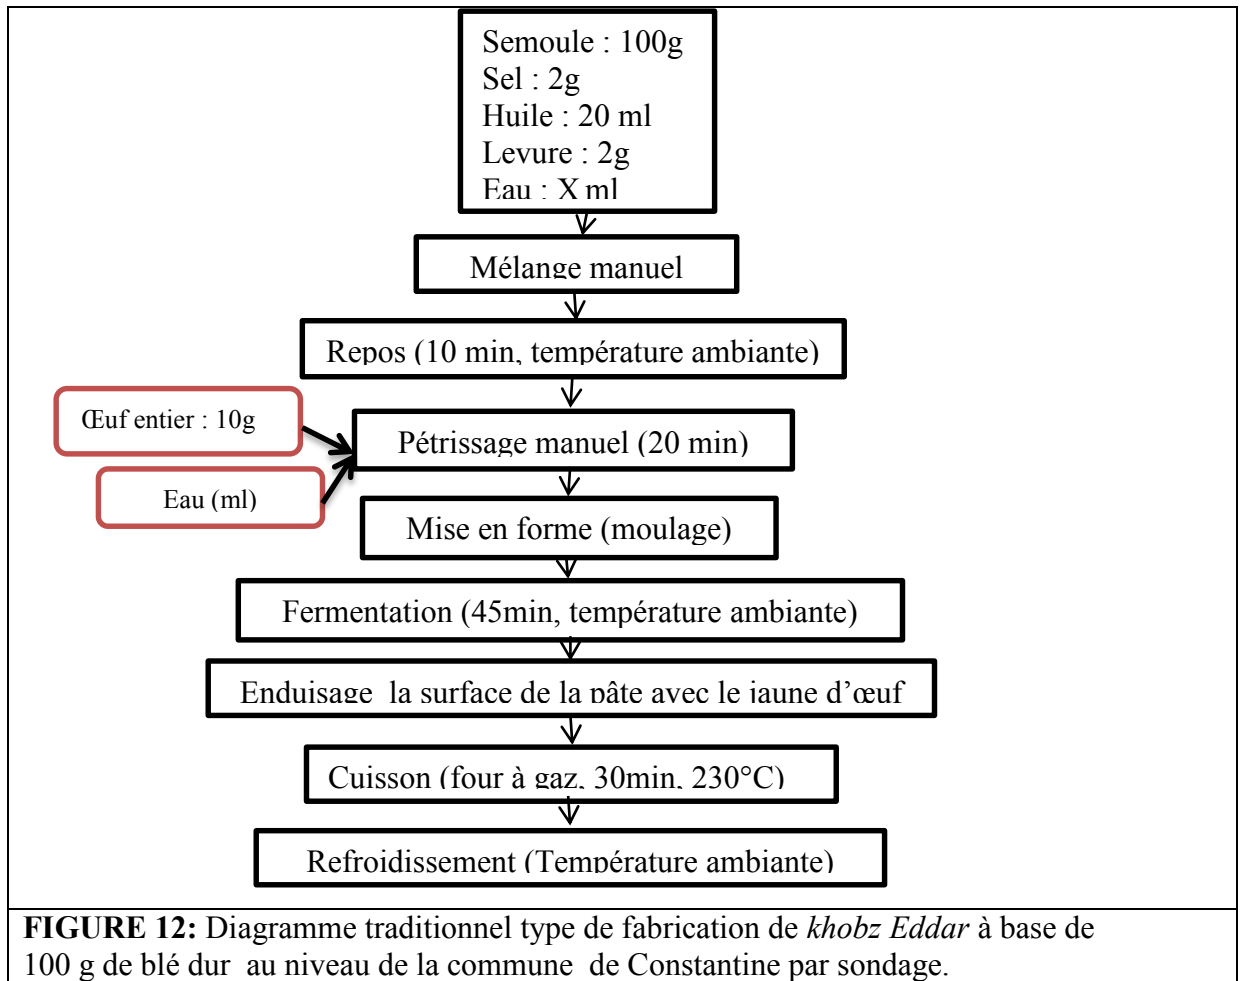 Semoule : 100g
Sel : 2g
Huile : 20 ml
Levure : 2g
Eau : X ml
Mélange manuel
Repos (10 min, température ambiante)
Œuf entier : 10g
Eau (ml)
Pétrissage manuel (20 min)
Mise en forme (moulage)
Fermentation (45min, température ambiante)
Enduisage la surface de la pâte avec le jaune d’œuf
Cuisson (four à gaz, 30min, 230°C)
Refroidissement (Température ambiante)
FIGURE 12: Diagramme traditionnel type de fabrication de khobz Eddar à base de
100 g de blé dur au niveau de la commune de Constantine par sondage.